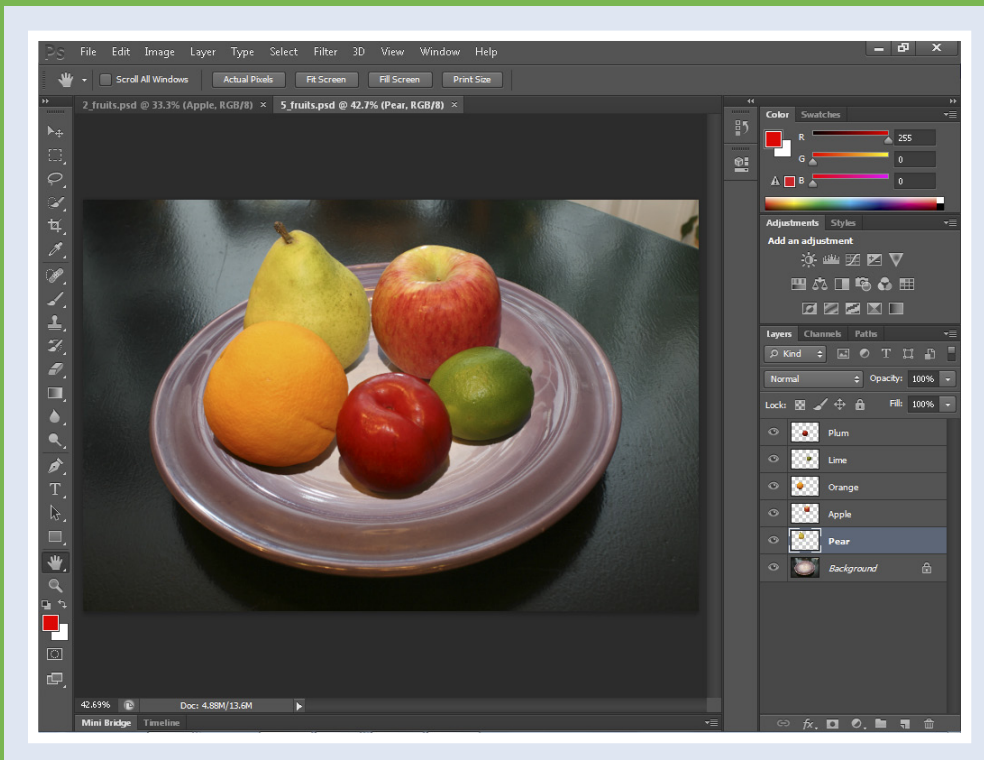 Ps File Edit Image Layer Type Select Filter 3D View Window Help
Scroll All Windows Actual Pixels Fit Screen Fill Screen Print Size
2_fruits.psd @ 33.3% (Apple, RGB/8) × 5_fruits.psd @ 42.7% (Pear, RGB/8) ×
Color Swatches
R 255
G 0
B 0
Adjustments Styles
Add an adjustment
Layers Channels Paths
Kind
Normal Opacity: 100%
Lock: Fill: 100%
Plum
Lime
Orange
Apple
Pear
Background
42.69% Doc: 4.88M/13.6M
Mini Bridge Timeline
fx.